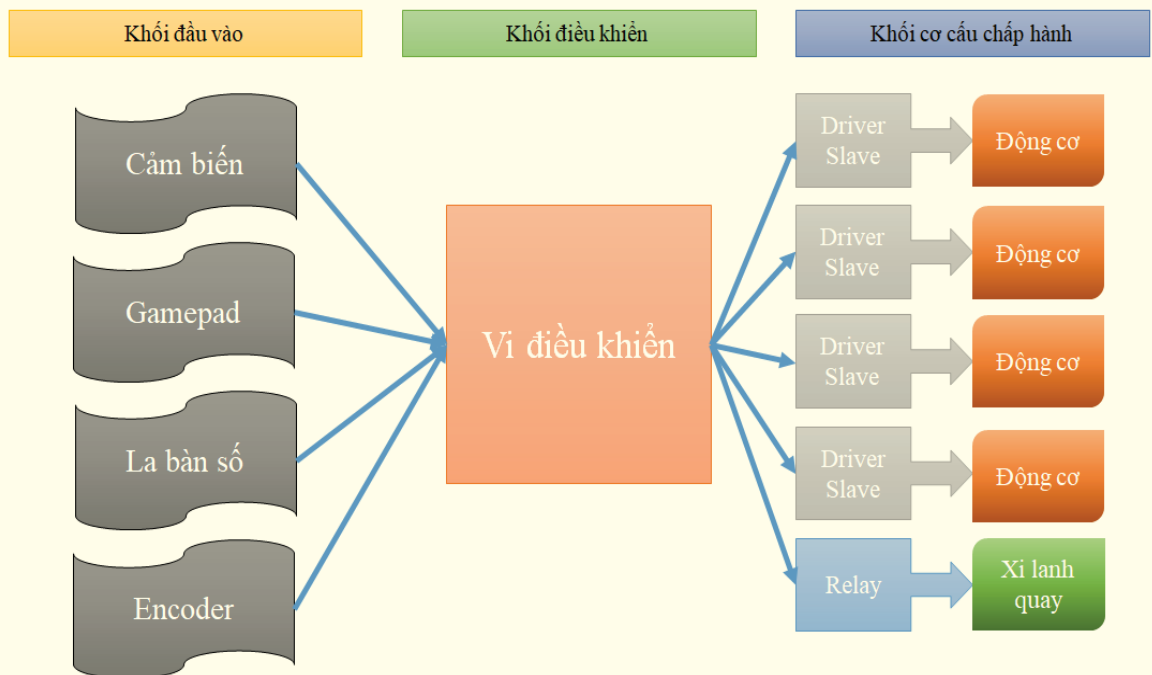 Khối đầu vào
Khối điều khiển
Khối cơ cấu chấp hành
Cảm biến
Gamepad
La bàn số
Encoder
Vi điều khiển
Driver
Slave
Động cơ
Driver
Slave
Động cơ
Driver
Slave
Động cơ
Driver
Slave
Động cơ
Relay
Xi lanh
quay